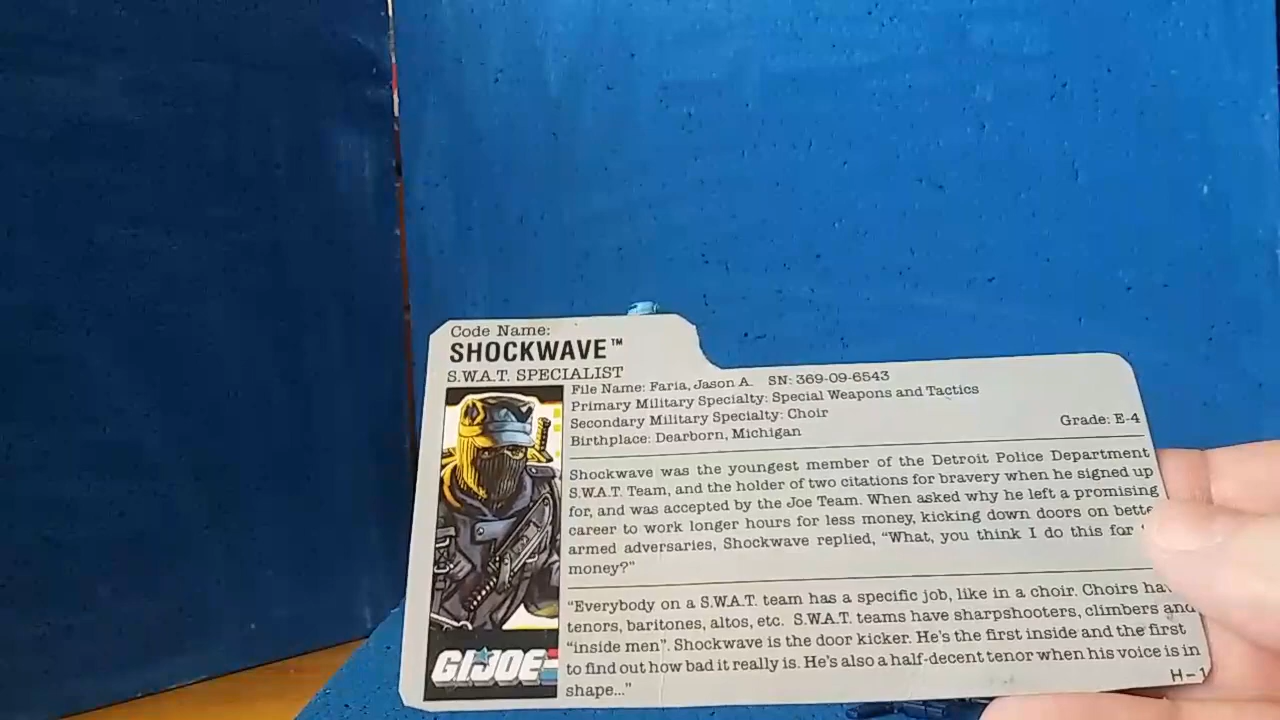 Code Name:
SHOCKWAVE™
S.W.A.T. SPECIALIST
File Name: Faria, Jason A. SN: 369-09-6543
Primary Military Specialty: Special Weapons and Tactics
Secondary Military Specialty: Choir
Birthplace: Dearborn, Michigan
Grade: E-4
Shockwave was the youngest member of the Detroit Police Department
S.W.A.T. Team, and the holder of two citations for bravery when he signed up
for, and was accepted by the Joe Team. When asked why he left a promising
career to work longer hours for less money, kicking down doors on
armed adversaries, Shockwave replied, “What, you think I do this for
money?”
“Everybody on a S.W.A.T. team has a specific job, like in a choir. Choirs
tenors, baritones, altos, etc. S.W.A.T. teams have sharpshooters, climbers and
“inside men”. Shockwave is the door kicker. He's the first inside and the first
to find out how bad it really is. He's also a half-decent tenor when his voice is in
shape...”
G.I.JOE
H-1